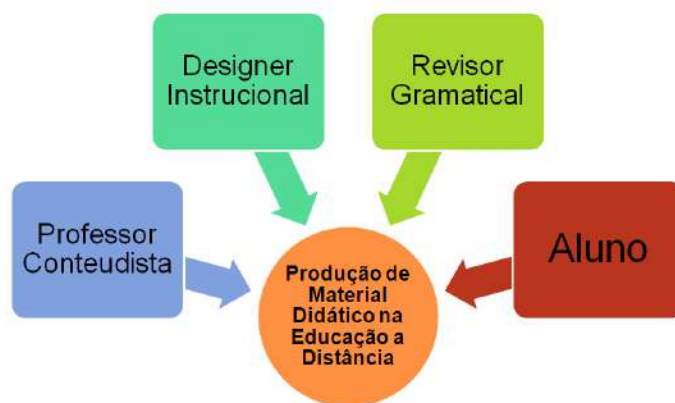 Designer
Instrucional
Revisor
Gramatical
Professor
Conteudista
Aluno
Produção de
Material
Didático na
Educação a
Distância